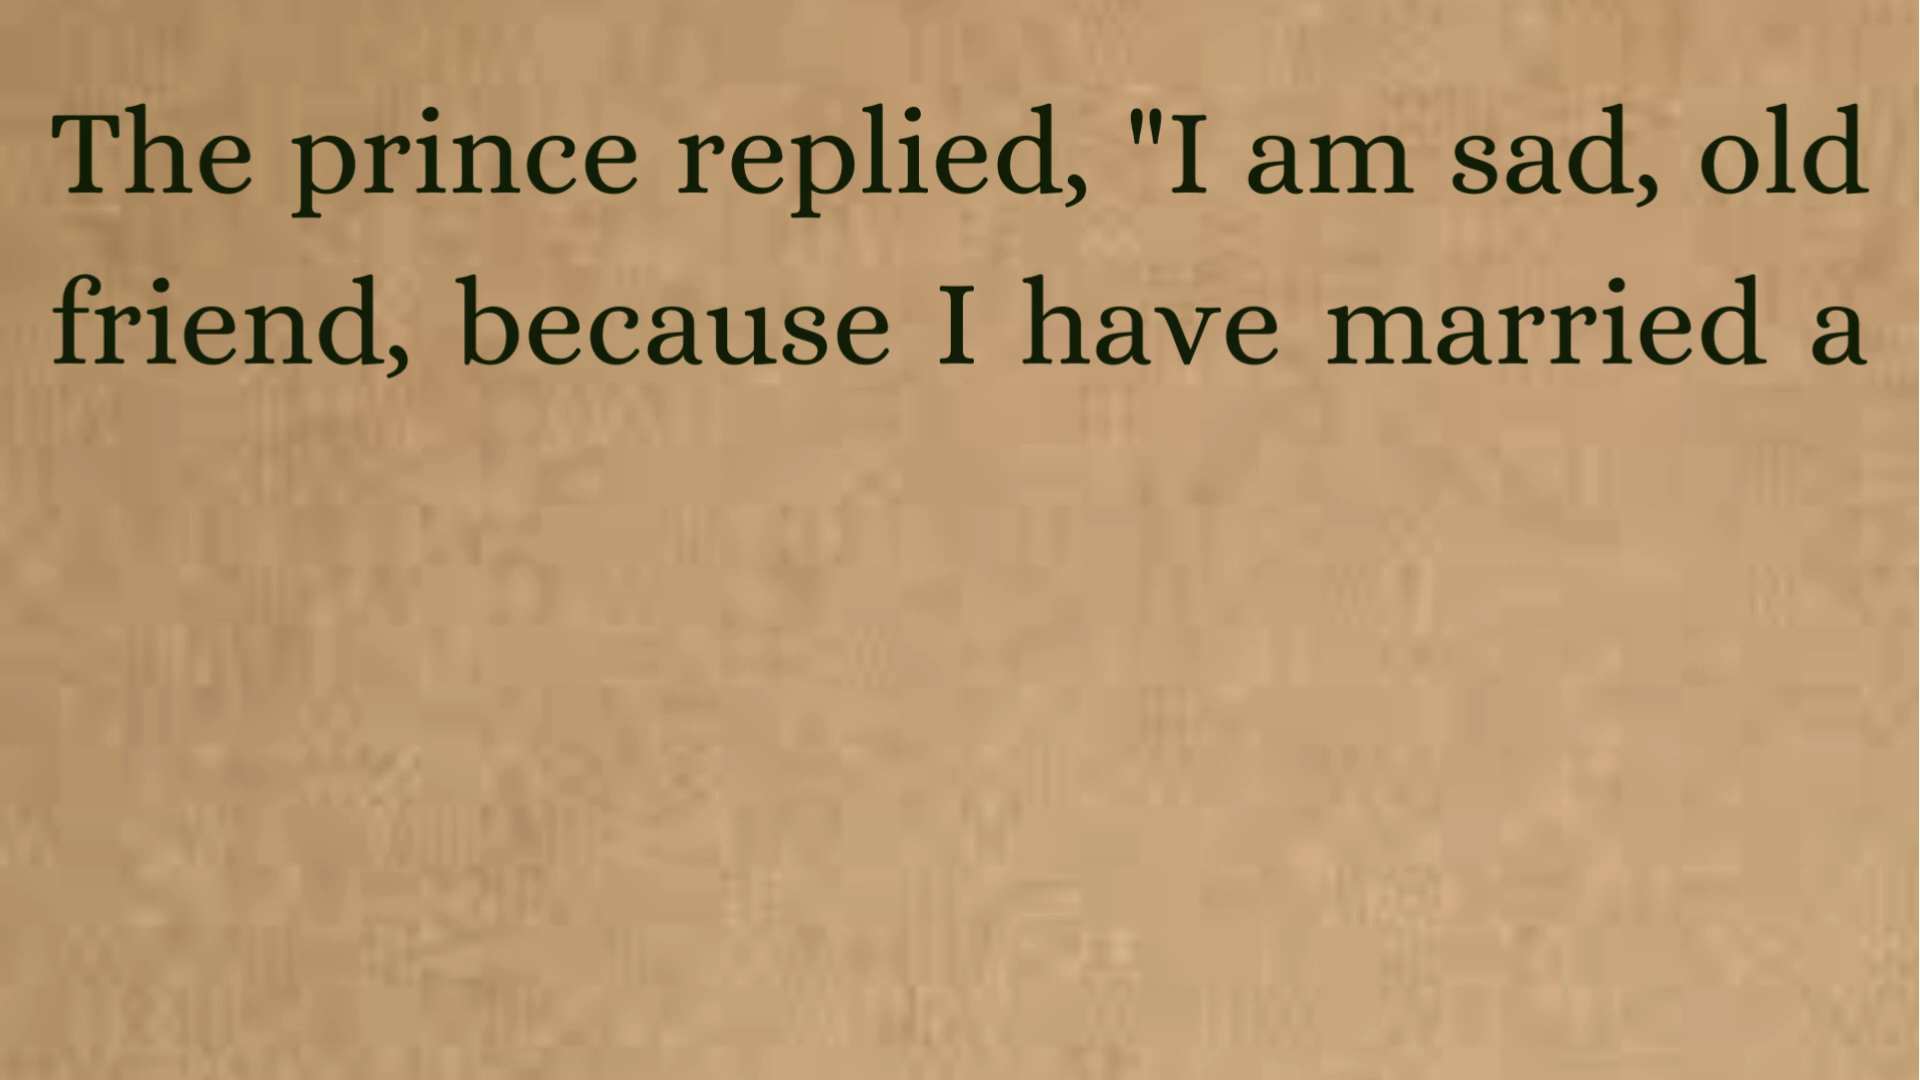 The prince replied, "I am sad, old
friend, because I have married a